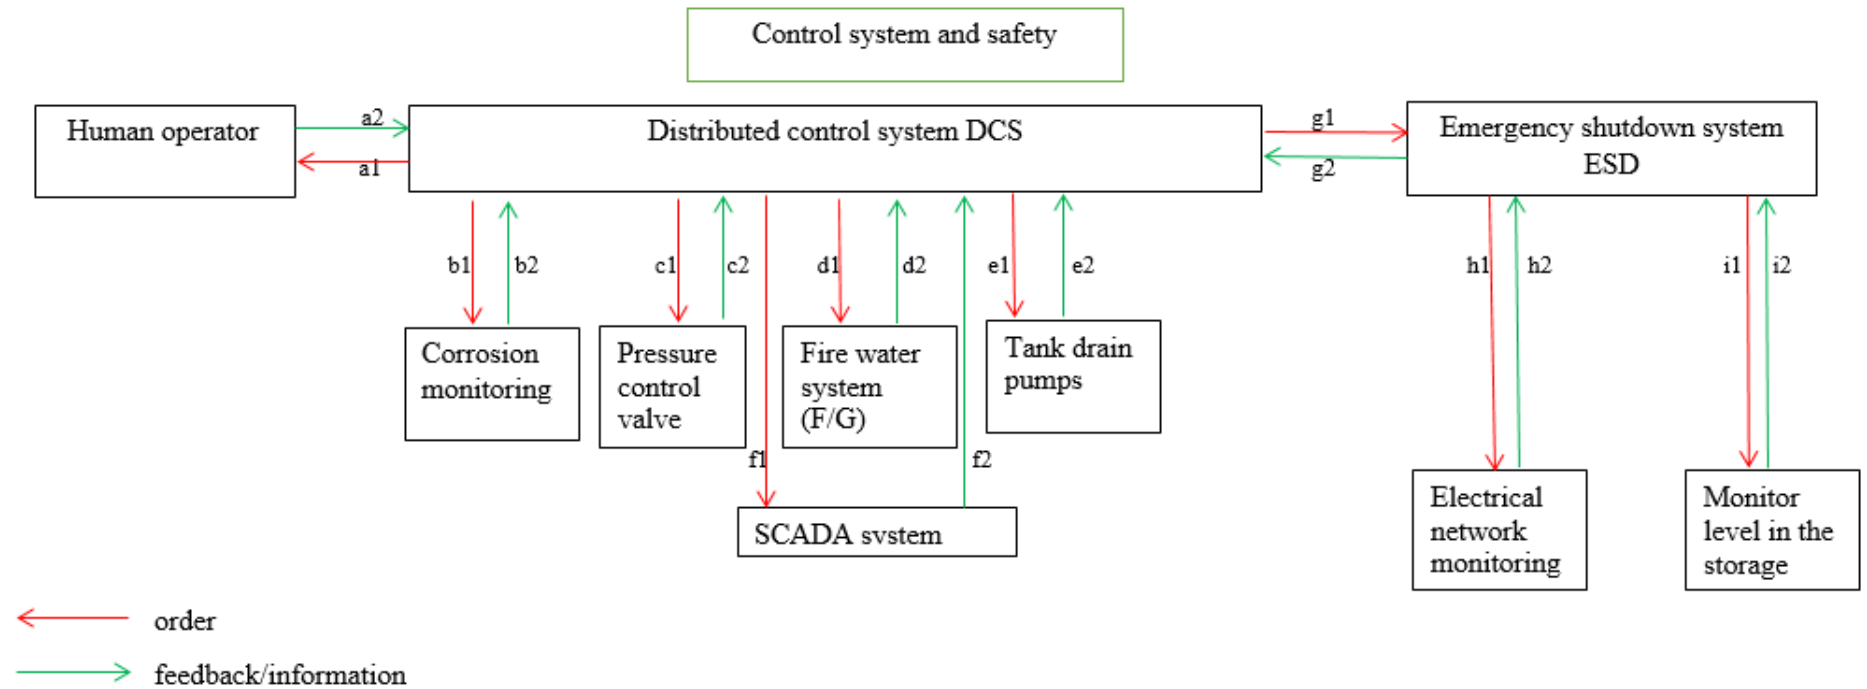 Control system and safety
Human operator
a2
a1
Distributed control system DCS
g1
g2
Emergency shutdown system
ESD
b1
b2
c1
c2
d1
d2
e1
e2
h1
h2
i1
i2
Corrosion
monitoring
Pressure
control
valve
Fire water
system
(F/G)
Tank drain
pumps
f1
f2
SCADA system
Electrical
network
monitoring
Monitor
level in the
storage
order
feedback/information